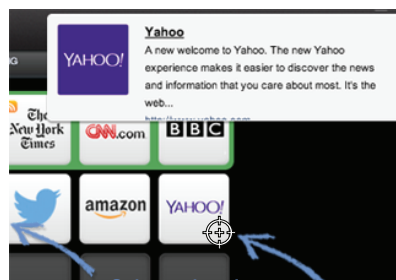 Yahoo
YAHOO!
A new welcome to Yahoo. The new Yahoo
experience makes it easier to discover the news
and information that you care about most. It's the
web...
G
The
New York
Times
CNN.com
BBC
amazon
YAHOO!